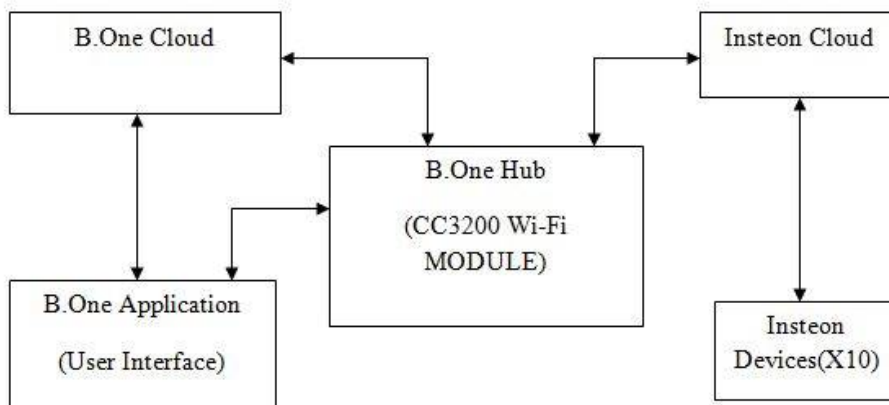 B.One Cloud
Insteon Cloud
B.One Hub
(CC3200 Wi-Fi
MODULE)
B.One Application
(User Interface)
Insteon
Devices(X10)